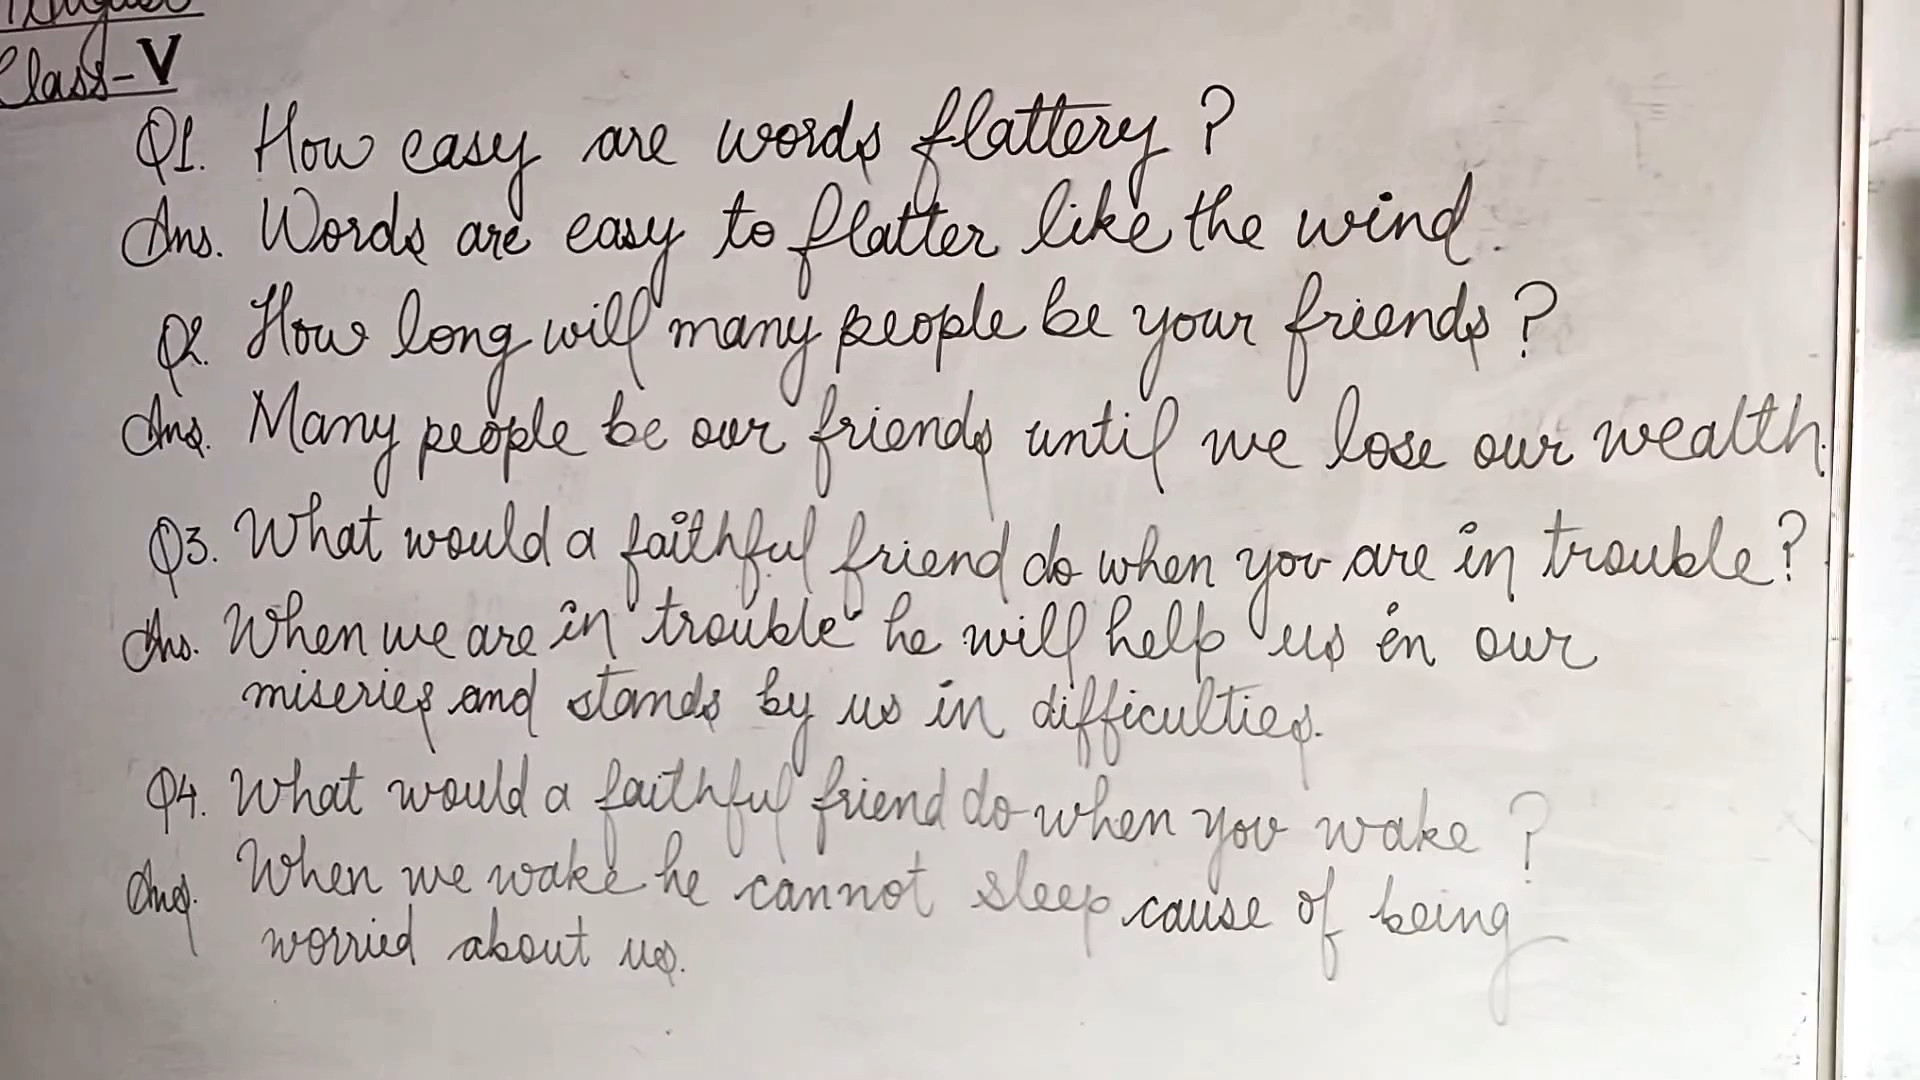 Class-V
Q1. How easy are words flattery?
Ans. Words are easy to flatter like the wind.
Q2. How long will many people be your friends?
Ans. Many people be our friends until we lose our wealth.
Q3. What would a faithful friend do when you are in trouble?
Ans. When we are in trouble he will help us in our
miseries and stands by us in difficulties.
Q4. What would a faithful friend do when you wake?
Ans. When we wake he cannot sleep cause of being
worried about us.